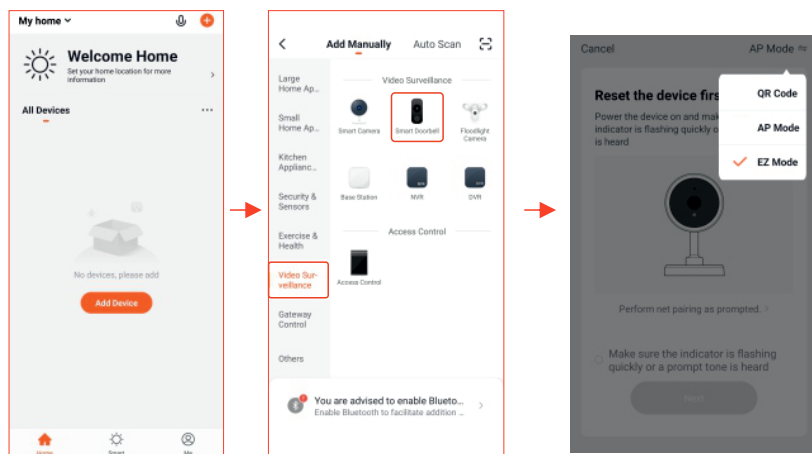 My home
Welcome Home
Set your home location for more
information
All Devices
...
No devices, please add
Add Device
Home
Smart
Me
Add Manually
Auto Scan
Large
Home Ap...
Small
Home Ap...
Kitchen
Applianc...
Security &
Sensors
Exercise &
Health
Video Sur-
veillance
Gateway
Control
Others
Video Surveillance
Smart Camera
Smart Doorbell
Floodlight
Camera
Base Station
NVR
DVR
Access Control
Access Control
You are advised to enable Blueto...
Enable Bluetooth to facilitate addition ...
Cancel
AP Mode
Reset the device firs
Power the device on and mak
indicator is flashing quickly o
is heard
QR Code
AP Mode
EZ Mode
Perform net pairing as prompted.
Make sure the indicator is flashing
quickly or a prompt tone is heard
Next